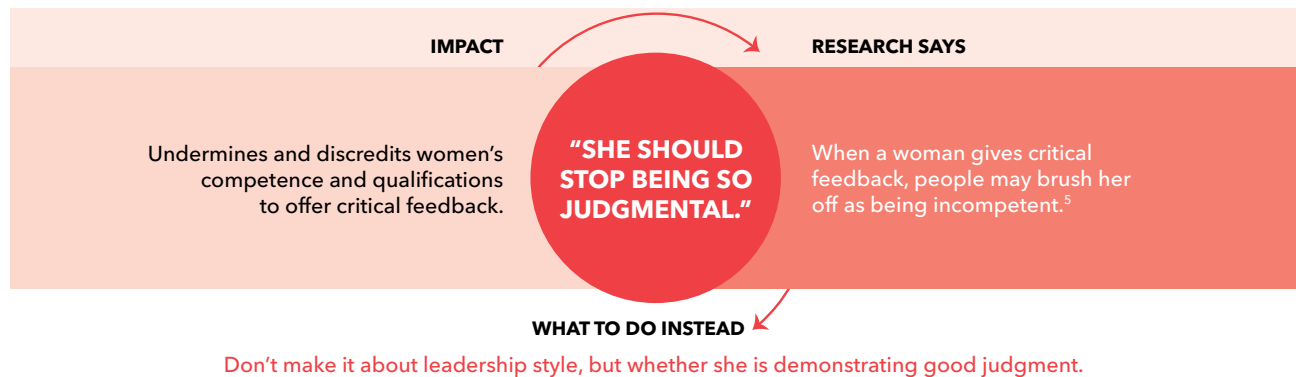 IMPACT
Undermines and discredits women's
competence and qualifications
to offer critical feedback.
"SHE SHOULD
STOP BEING SO
JUDGMENTAL."
RESEARCH SAYS
When a woman gives critical
feedback, people may brush her
off as being incompetent.5
WHAT TO DO INSTEAD
Don't make it about leadership style, but whether she is demonstrating good judgment.